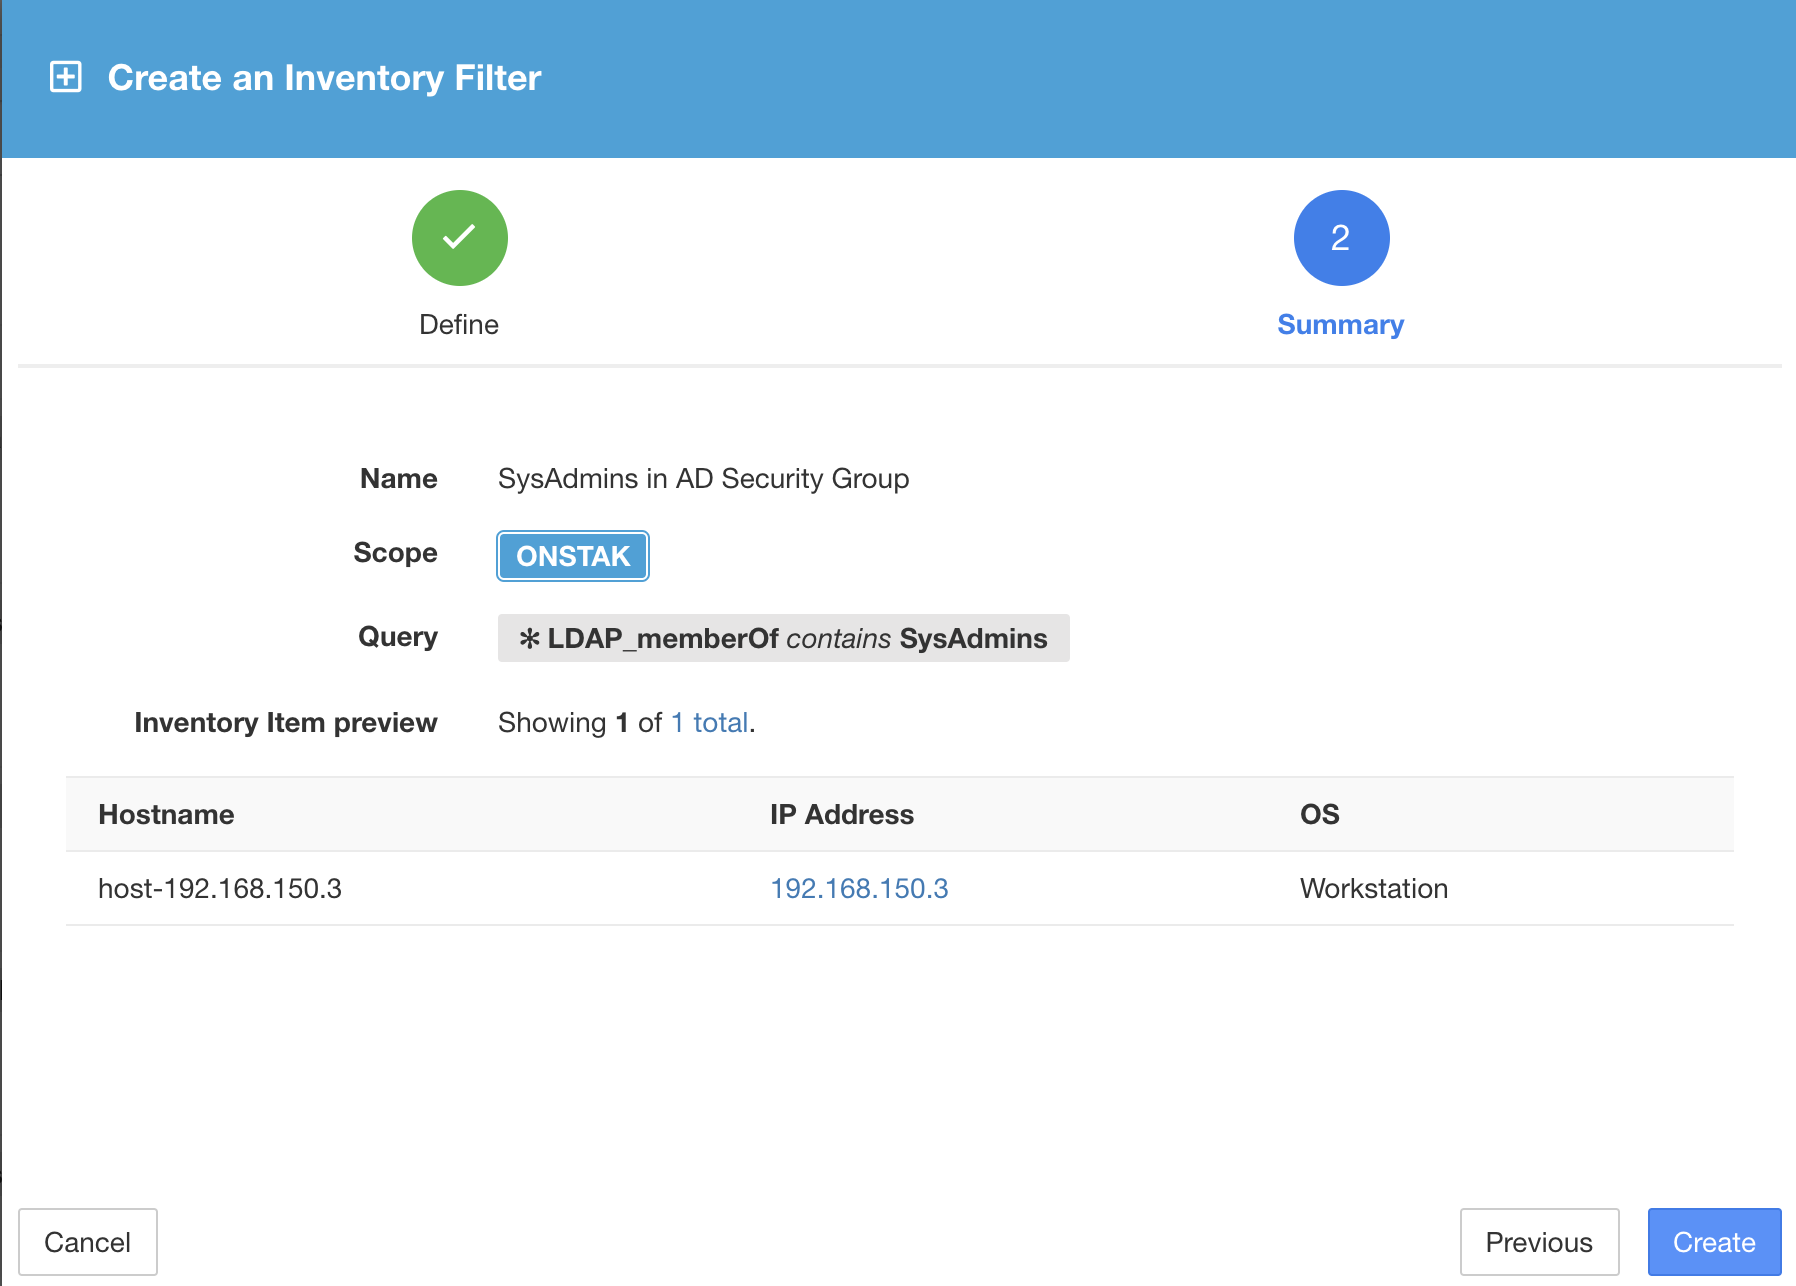 Create an Inventory Filter
2
Define
Summary
Name SysAdmins in AD Security Group
Scope ONSTAK
Query * LDAP_memberOf contains SysAdmins
Inventory Item preview Showing 1 of 1 total.
Hostname IP Address OS
host-192.168.150.3 192.168.150.3 Workstation
Cancel Previous Create